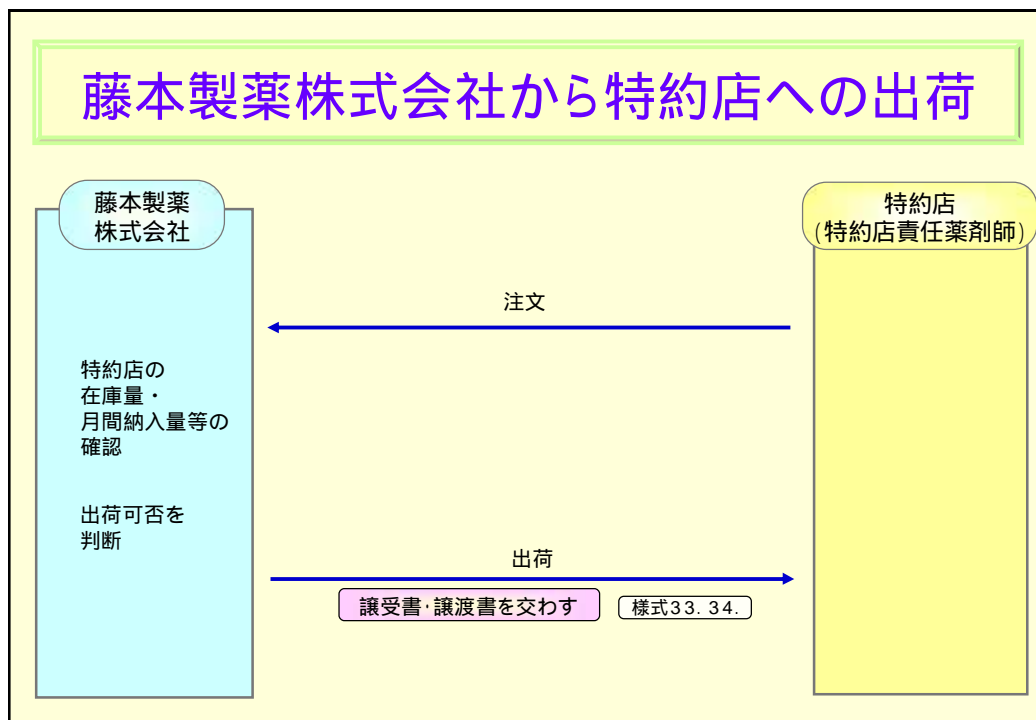 藤本製薬株式会社から特約店への出荷
藤本製薬
株式会社
特約店
(特約店責任薬剤師)
注文
特約店の
在庫量・
月間納入量等の
確認
出荷可否を
判断
出荷
譲受書・譲渡書を交わす
様式33.34.